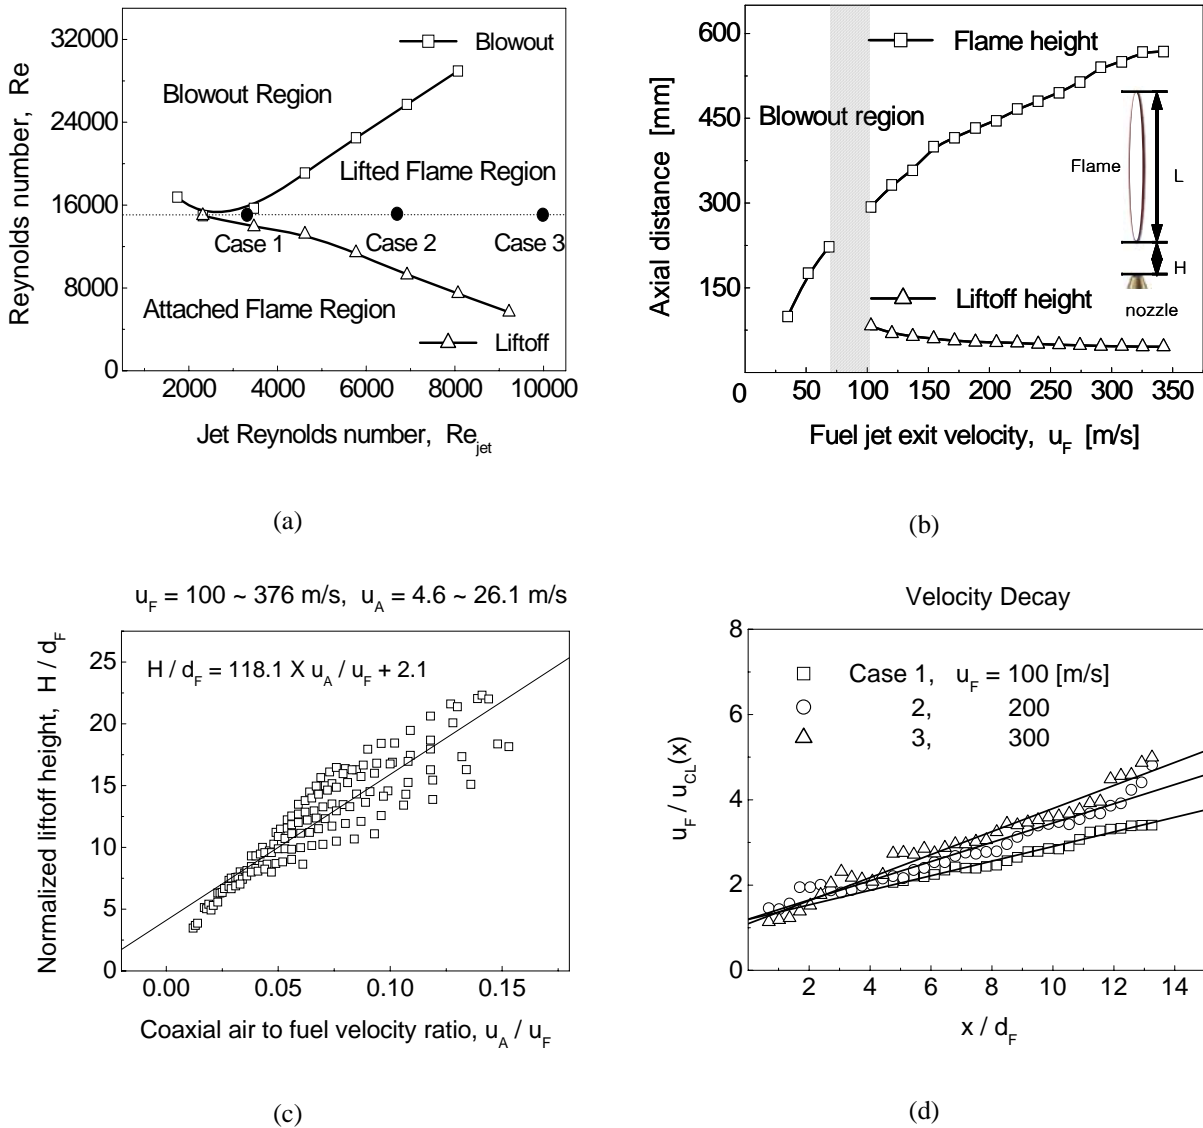 32000
24000
16000
8000
0
Reynolds number, Re
Blowout
Blowout Region
Lifted Flame Region
Case 1
Case 2
Case 3
Attached Flame Region
Liftoff
2000 4000 6000 8000 10000
Jet Reynolds number, Re_jet
(a)
600
450
300
150
Axial distance [mm]
Flame height
Blowout region
Flame
L
H
nozzle
Liftoff height
0 50 100 150 200 250 300 350
Fuel jet exit velocity, u_F [m/s]
(b)
u_F = 100 ~ 376 m/s, u_A = 4.6 ~ 26.1 m/s
25
20
15
10
5
0
Normalized liftoff height, H / d_F
H / d_F = 118.1 X u_A / u_F + 2.1
0.00 0.05 0.10 0.15
Coaxial air to fuel velocity ratio, u_A / u_F
(c)
Velocity Decay
8
6
4
2
0
u_F / u_CL(x)
Case 1, u_F = 100 [m/s]
2, 200
3, 300
2 4 6 8 10 12 14
x / d_F
(d)